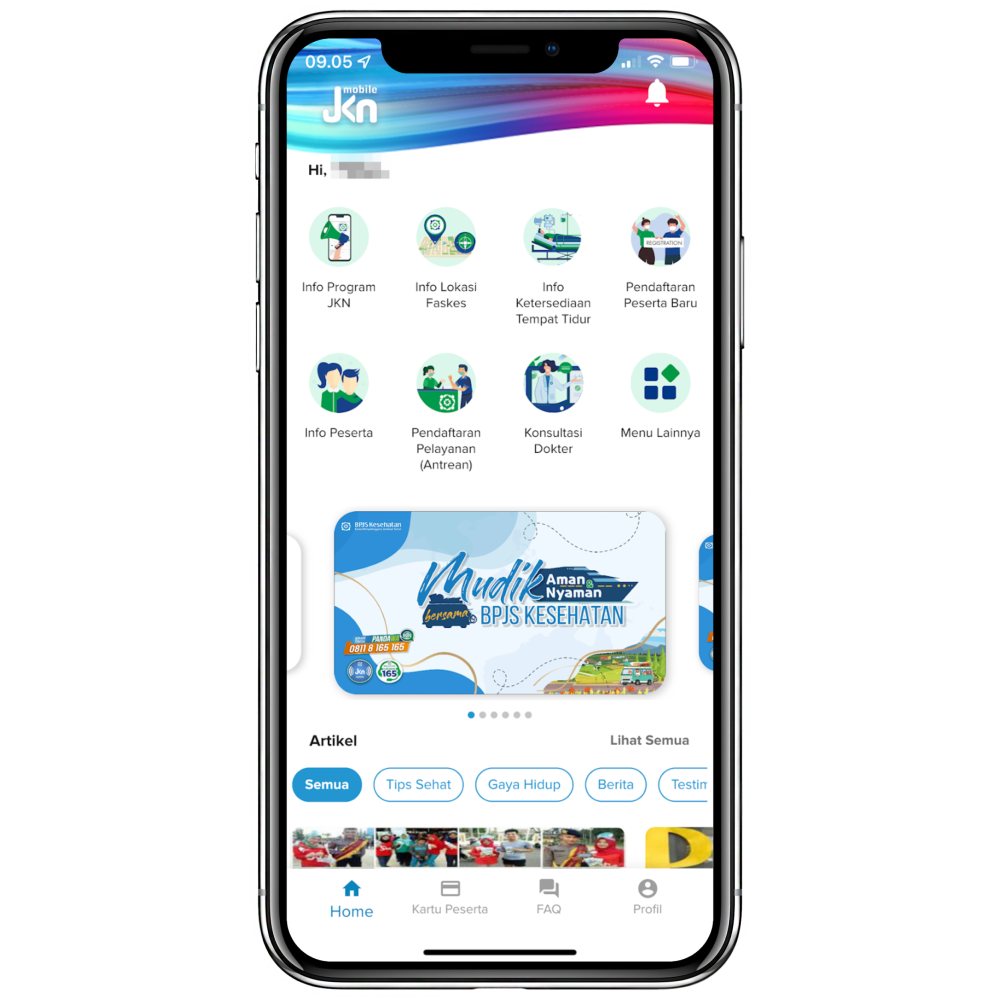 09.05
mobile
JKn
Hi,
REGISTRATION
Info Program
JKN
Info Lokasi
Faskes
Info
Ketersediaan
Tempat Tidur
Pendaftaran
Peserta Baru
Info Peserta
Pendaftaran
Pelayanan
(Antrean)
Konsultasi
Dokter
Menu Lainnya
BPJS Kesehatan
Mudik
Aman
&
Nyaman
bersama
BPJS KESEHATAN
PANDAWA
0811 8 165 165
JKn
165
Artikel
Lihat Semua
Semua
Tips Sehat
Gaya Hidup
Berita
Testim
D
Home
Kartu Peserta
FAQ
Profil